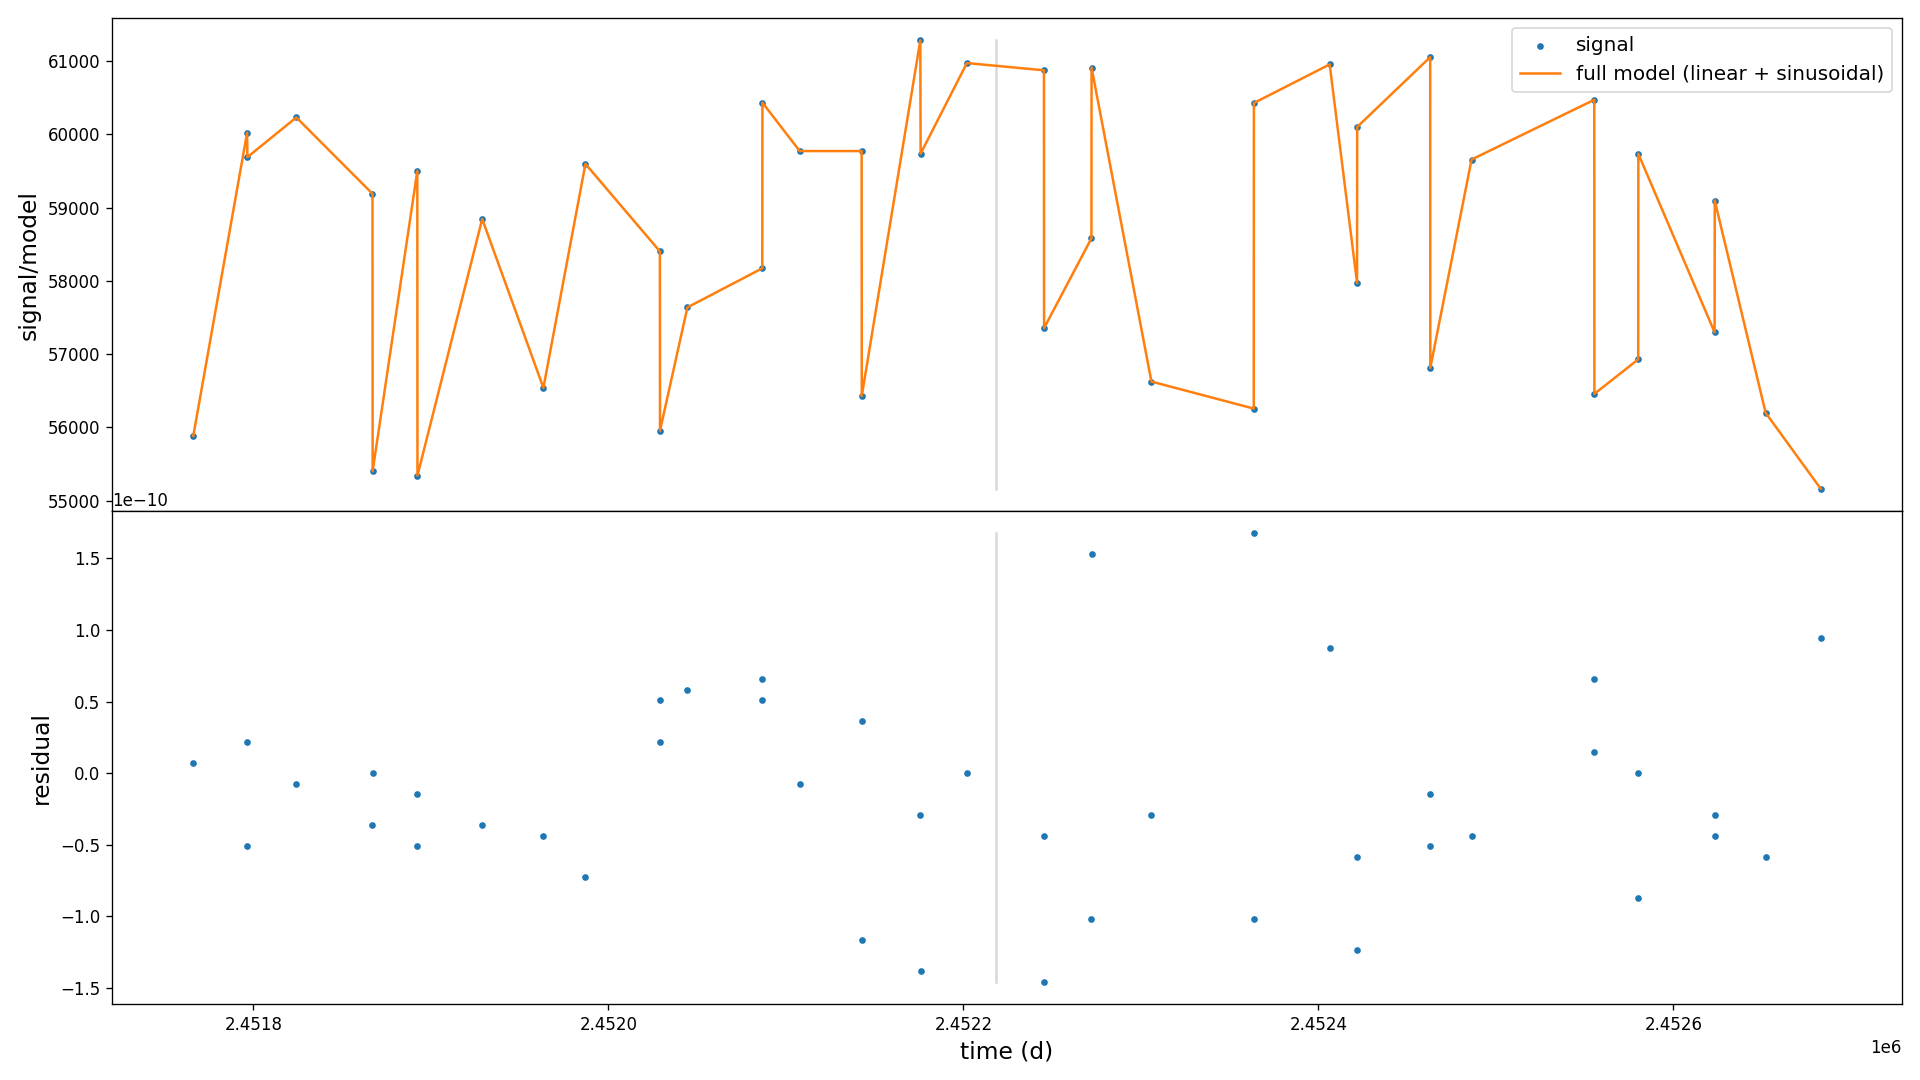 signal
full model (linear + sinusoidal)
61000
60000
59000
58000
57000
56000
55000
signal/model
1e−10
1.5
1.0
0.5
0.0
−0.5
−1.0
−1.5
residual
2.4518 2.4520 2.4522 2.4524 2.4526
time (d)
1e6